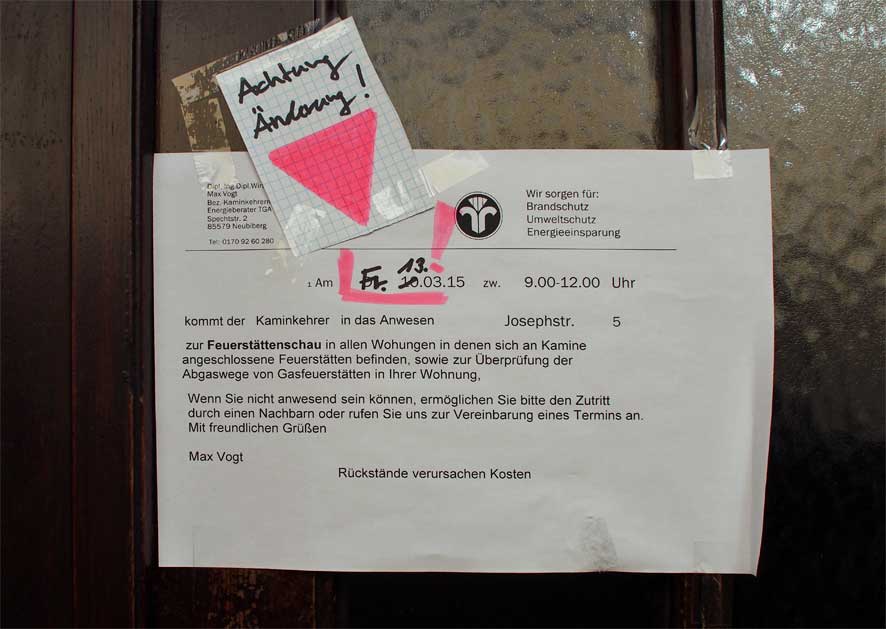 Achtung
Änderung!
Dipl. Ing.Dipl.Wirt
Max Vogt
Bez. Kaminkehrerm
Energieberater TGA
Spechtstr. 2
85579 Neubiberg
Tel: 0170 92 60 280
Wir sorgen für:
Brandschutz
Umweltschutz
Energieeinsparung
1 Am Fr. 13. 10.03.15 zw. 9.00-12.00 Uhr
kommt der Kaminkehrer in das Anwesen Josephstr. 5
zur Feuerstättenschau in allen Wohungen in denen sich an Kamine
angeschlossene Feuerstätten befinden, sowie zur Überprüfung der
Abgaswege von Gasfeuerstätten in Ihrer Wohnung,
Wenn Sie nicht anwesend sein können, ermöglichen Sie bitte den Zutritt
durch einen Nachbarn oder rufen Sie uns zur Vereinbarung eines Termins an.
Mit freundlichen Grüßen
Max Vogt
Rückstände verursachen Kosten